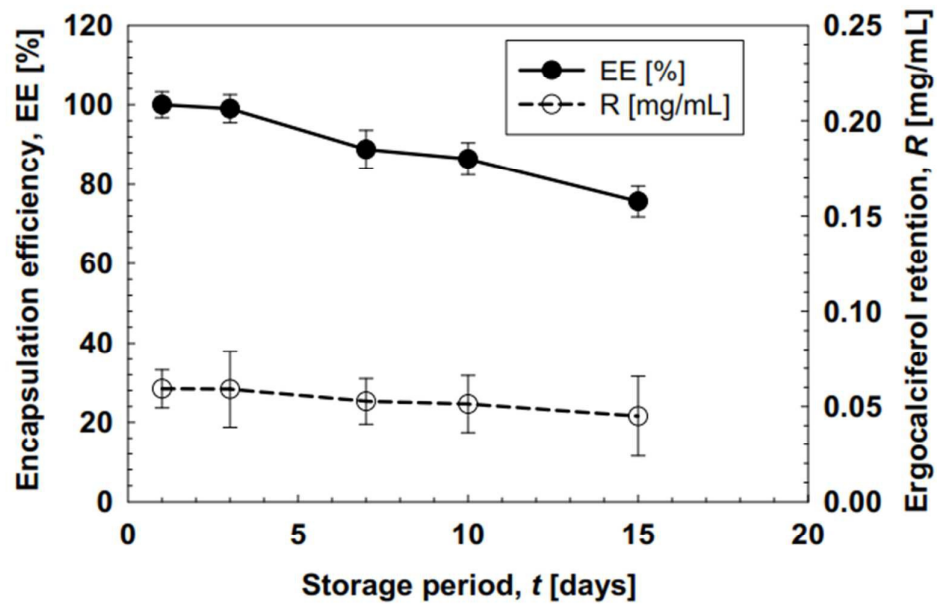 Encapsulation efficiency, EE [%]
120
100
80
60
40
20
0
EE [%]
R [mg/mL]
0.25
0.20
0.15
0.10
0.05
0.00
Ergocalciferol retention, R [mg/mL]
0 5 10 15 20
Storage period, t [days]